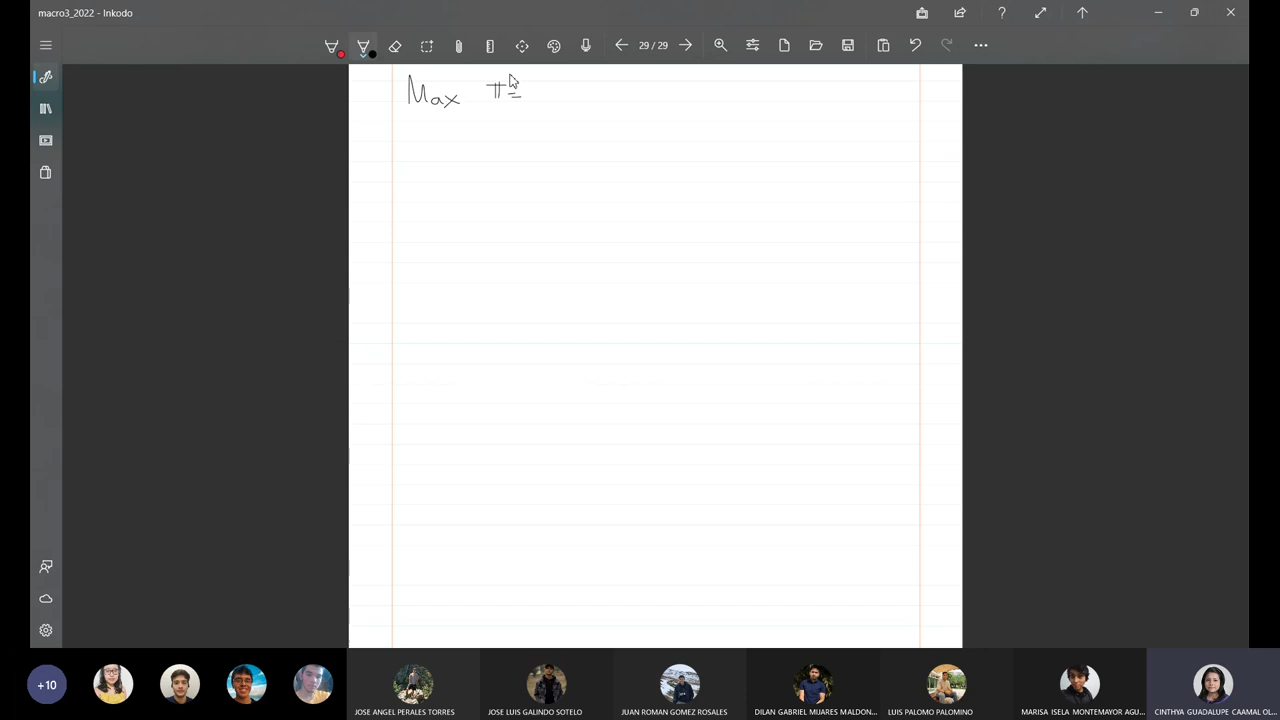 macro3_2022 - Inkodo
29 / 29
Max π =
+10
JOSE ANGEL PERALES TORRES
JOSE LUIS GALINDO SOTELO
JUAN ROMAN GOMEZ ROSALES
DILAN GABRIEL MIJARES MALDON...
LUIS PALOMO PALOMINO
MARISA ISELA MONTEMAYOR AGU...
CINTHYA GUADALUPE CAAMAL OL...